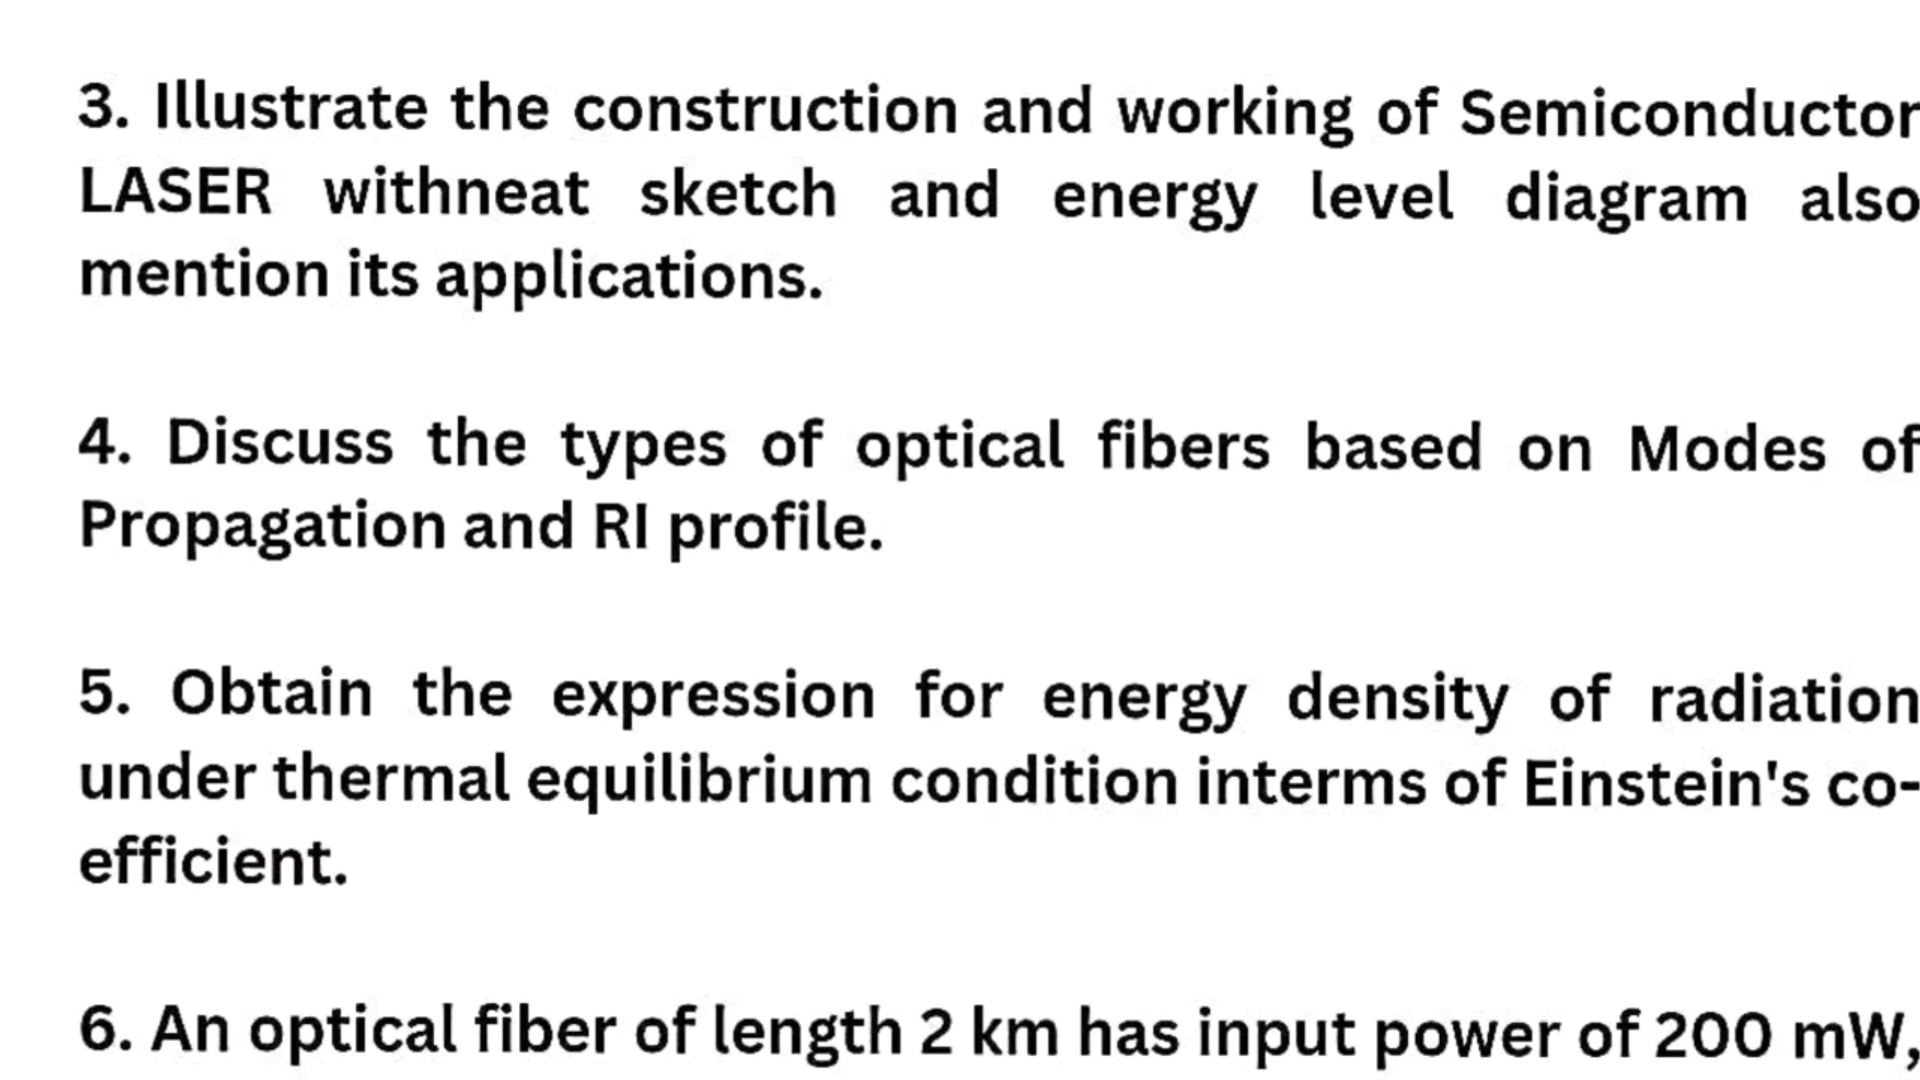 3. Illustrate the construction and working of Semiconductor
LASER withneat sketch and energy level diagram also
mention its applications.
4. Discuss the types of optical fibers based on Modes of
Propagation and RI profile.
5. Obtain the expression for energy density of radiation
under thermal equilibrium condition interms of Einstein's co-
efficient.
6. An optical fiber of length 2 km has input power of 200 mW,